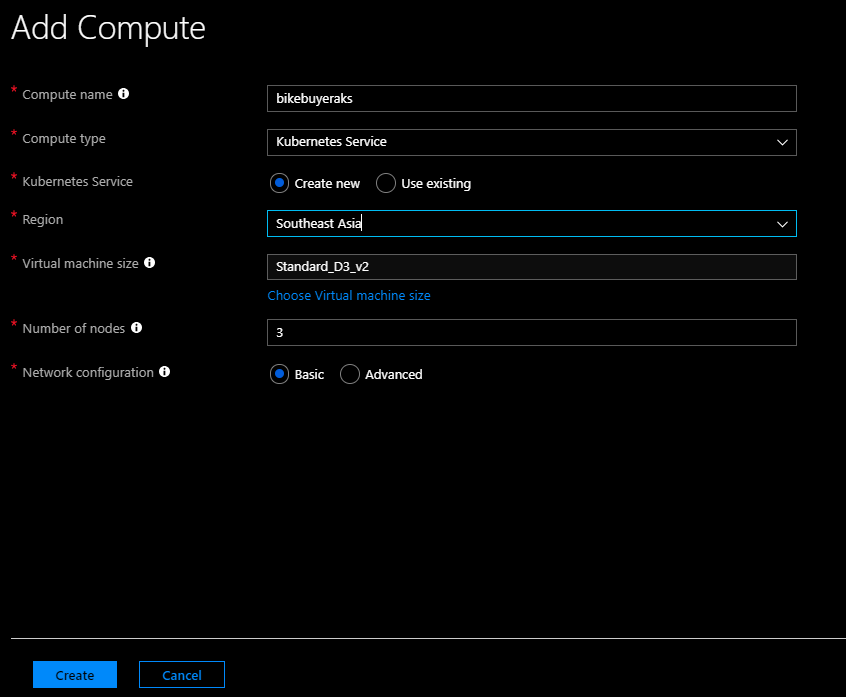 Add Compute
* Compute name
bikebuyeraks
* Compute type
Kubernetes Service
* Kubernetes Service
Create new Use existing
* Region
Southeast Asia
* Virtual machine size
Standard_D3_v2
Choose Virtual machine size
* Number of nodes
3
* Network configuration
Basic Advanced
Create Cancel